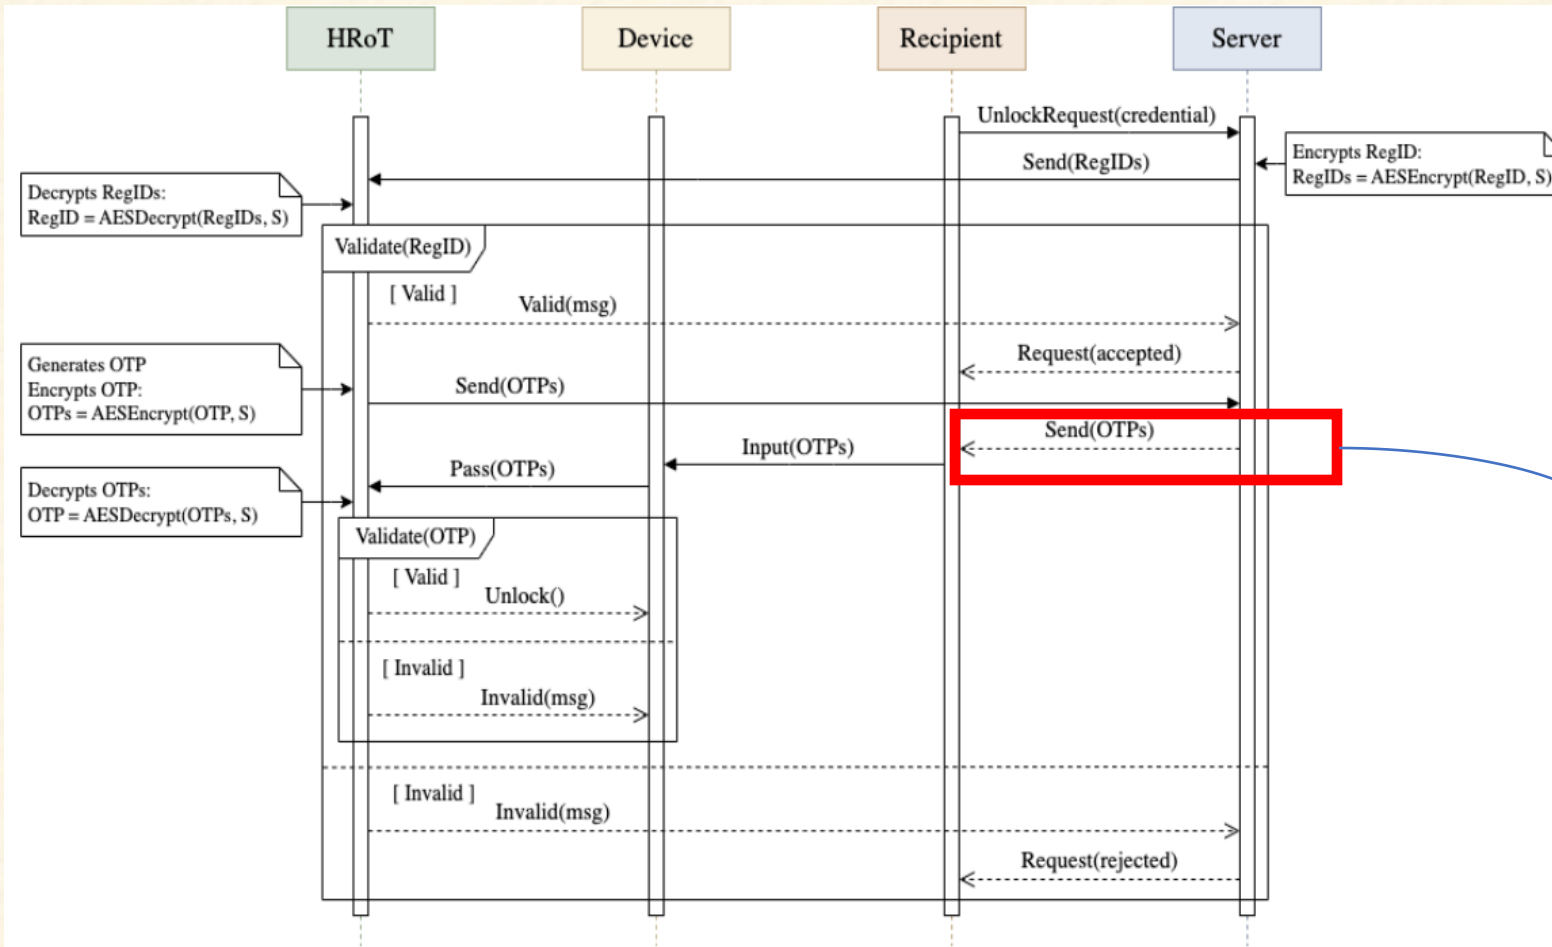 HRoT
Device
Recipient
Server
UnlockRequest(credential)
Encrypts RegID:
RegIDs = AESEncrypt(RegID, S)
Send(RegIDs)
Decrypts RegIDs:
RegID = AESDecrypt(RegIDs, S)
Validate(RegID)
[ Valid ]
Valid(msg)
Request(accepted)
Generates OTP
Encrypts OTP:
OTPs = AESEncrypt(OTP, S)
Send(OTPs)
Send(OTPs)
Input(OTPs)
Pass(OTPs)
Decrypts OTPs:
OTP = AESDecrypt(OTPs, S)
Validate(OTP)
[ Valid ]
Unlock()
[ Invalid ]
Invalid(msg)
[ Invalid ]
Invalid(msg)
Request(rejected)